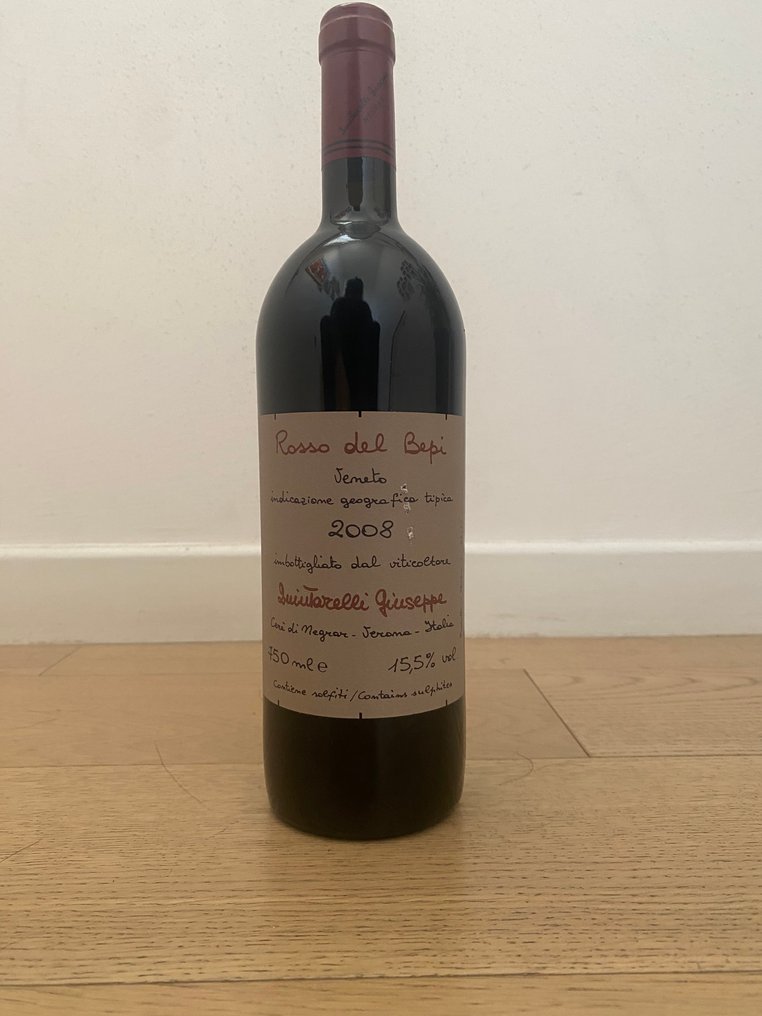 Rosso del Bepi
Veneto
indicazione geografica tipica
2008
imbottigliato dal viticoltore
Quintarelli Giuseppe
Cerè di Negrar - Verona - Italia
750 ml e
15,5% vol
Contiene solfiti / Contains sulphites